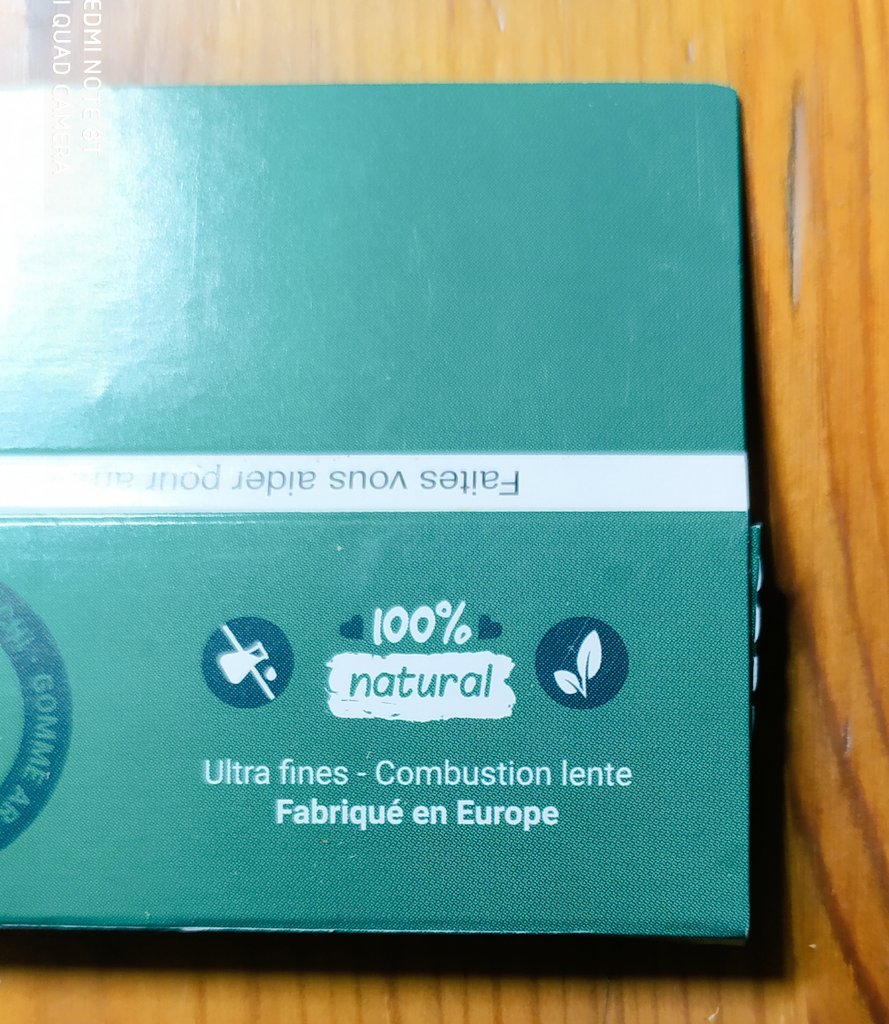 REDMI NOTE 8T
AI QUAD CAMERA
Faites vous aider pour
100%
natural
GOMME
Ultra fines - Combustion lente
Fabriqué en Europe